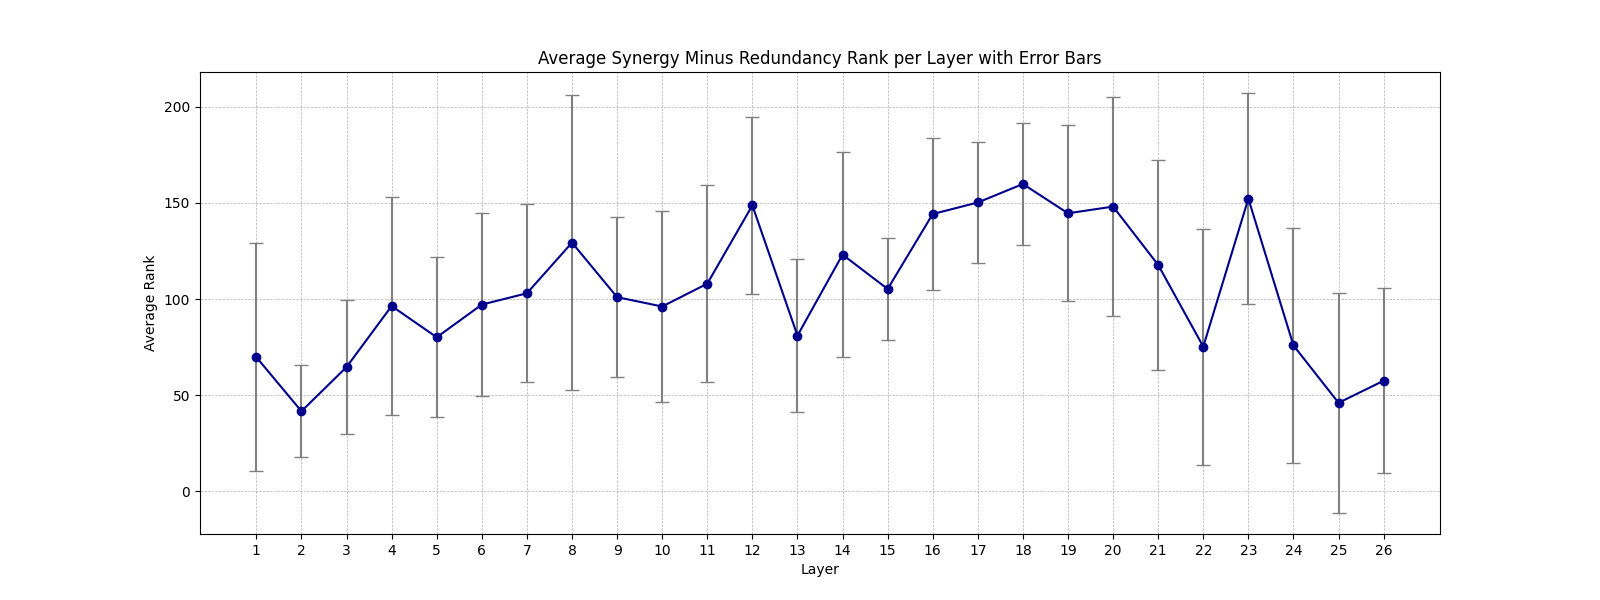 Average Synergy Minus Redundancy Rank per Layer with Error Bars
Average Rank
200
150
100
50
0
1 2 3 4 5 6 7 8 9 10 11 12 13 14 15 16 17 18 19 20 21 22 23 24 25 26
Layer